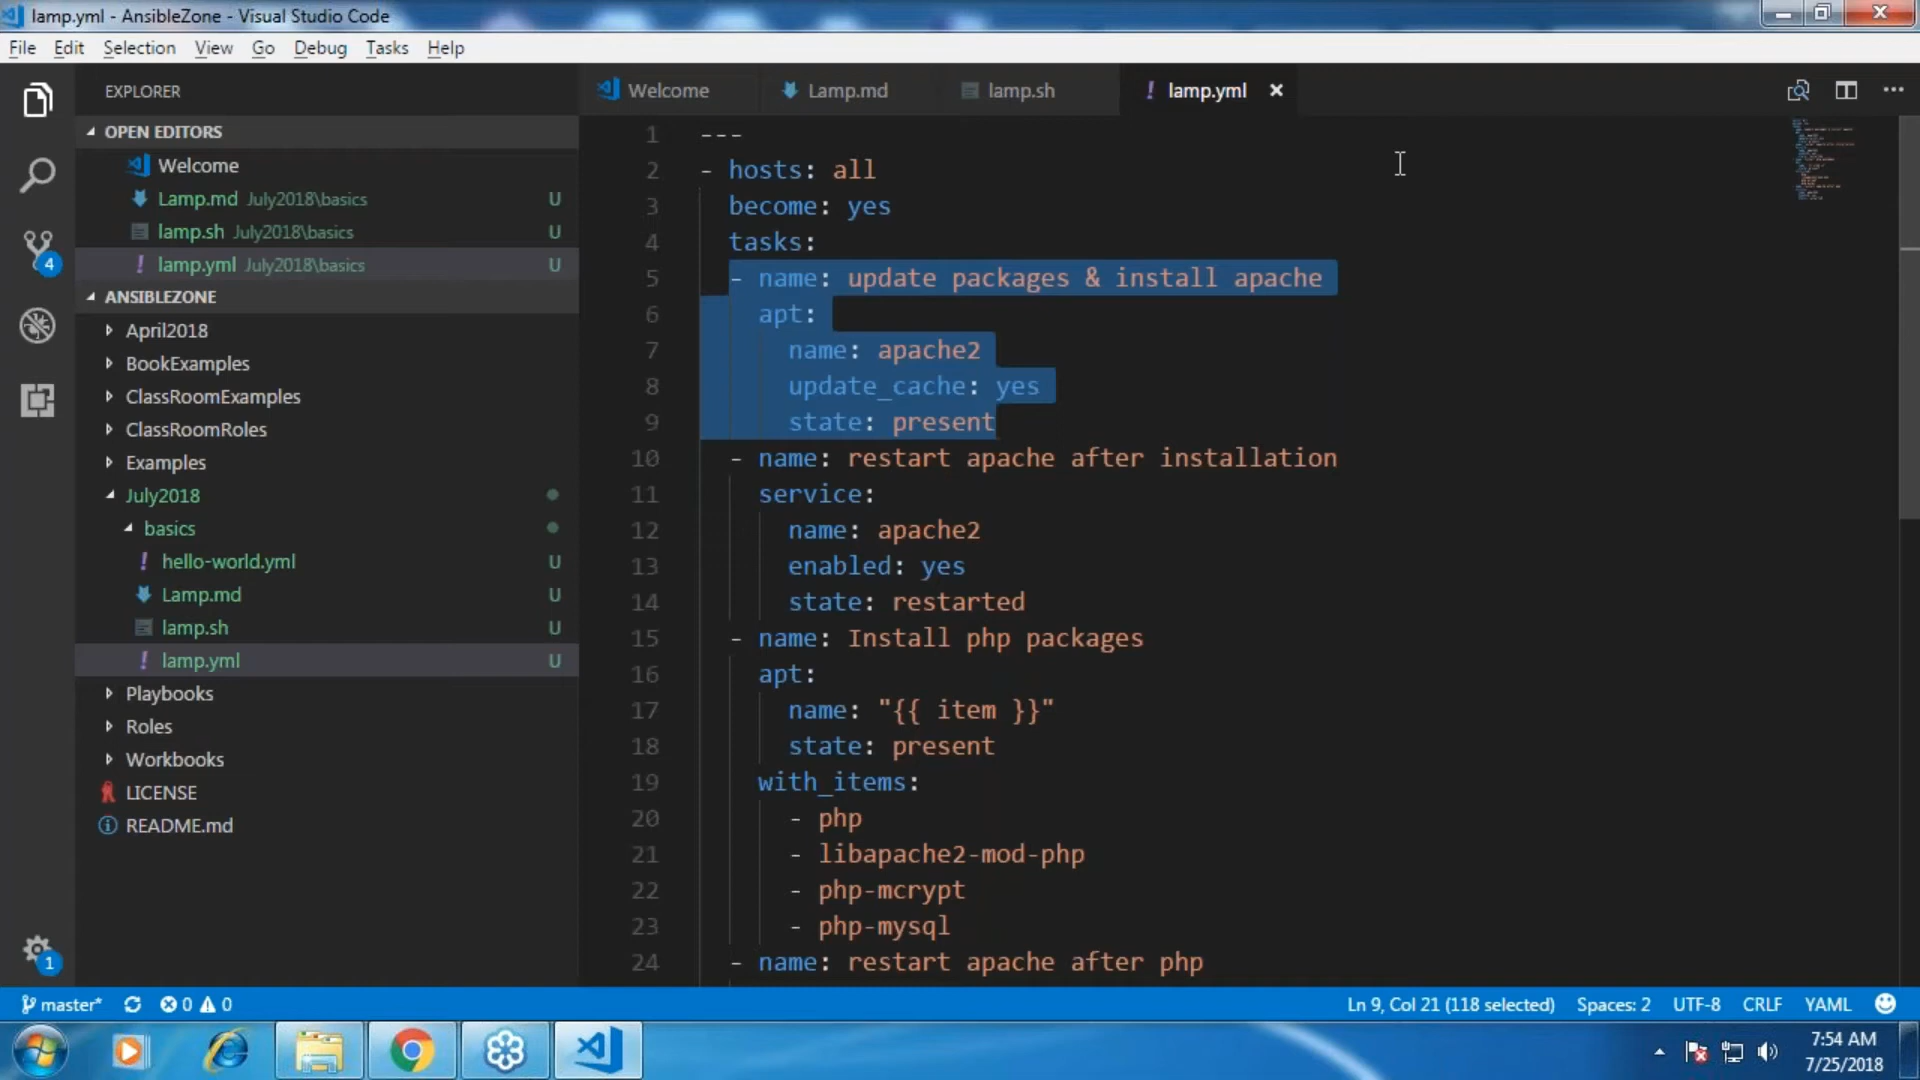 lamp.yml - AnsibleZone - Visual Studio Code
File Edit Selection View Go Debug Tasks Help
EXPLORER
OPEN EDITORS
Welcome
Lamp.md July2018\basics U
lamp.sh July2018\basics U
! lamp.yml July2018\basics U
ANSIBLEZONE
April2018
BookExamples
ClassRoomExamples
ClassRoomRoles
Examples
July2018
basics
! hello-world.yml U
Lamp.md U
lamp.sh U
! lamp.yml U
Playbooks
Roles
Workbooks
LICENSE
README.md
4
1
Welcome Lamp.md lamp.sh ! lamp.yml
1 ---
2 - hosts: all
3 become: yes
4 tasks:
5 - name: update packages & install apache
6 apt:
7 name: apache2
8 update_cache: yes
9 state: present
10 - name: restart apache after installation
11 service:
12 name: apache2
13 enabled: yes
14 state: restarted
15 - name: Install php packages
16 apt:
17 name: "{{ item }}"
18 state: present
19 with_items:
20 - php
21 - libapache2-mod-php
22 - php-mcrypt
23 - php-mysql
24 - name: restart apache after php
master* 0 0 Ln 9, Col 21 (118 selected) Spaces: 2 UTF-8 CRLF YAML
7:54 AM
7/25/2018